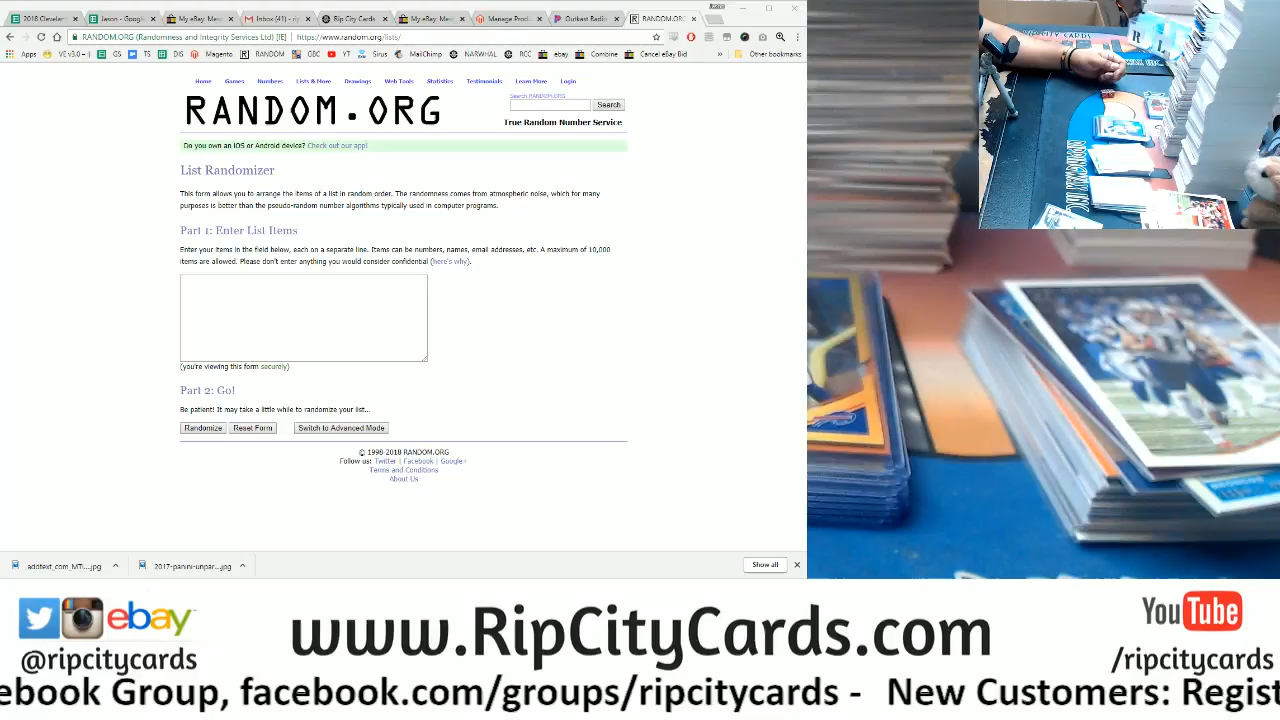 2018 Clevelan
Jason - Googl
My eBay: Mes
Inbox (43) - rip
Rip City Cards
My eBay: Mes
Manage Produ
Outkast Radio
RANDOM.ORG
RANDOM.ORG (Randomness and Integrity Services Ltd) [IE] https://www.random.org/lists/
Apps
GS
PT
TS
DIS
Magento
RANDOM
GBC
YT
NARWHAL
RCC
ebay
Combine
Cancel eBay Bid
Other bookmarks
Home Games Numbers Lists & More Drawings Web Tools Statistics Testimonials Learn More Login
RANDOM.ORG
Search RANDOM.ORG
Search
True Random Number Service
Do you own an iOS or Android device? Check out our app!
List Randomizer
This form allows you to arrange the items of a list in random order. The randomness comes from atmospheric noise, which for many
purposes is better than the pseudo-random number algorithms typically used in computer programs.
Part 1: Enter List Items
Enter your items in the field below, each on a separate line. Items can be numbers, names, email addresses, etc. A maximum of 10,000
items are allowed. Please don't enter anything you would consider confidential (here's why).
(you're viewing this form securely)
Part 2: Go!
Be patient! It may take a little while to randomize your list...
Randomize Reset Form Switch to Advanced Mode
© 1998-2018 RANDOM.ORG
Follow us: Twitter | Facebook | Google+
Terms and Conditions
About Us
addtext_com_MTI....jpg
2017-panini-unpar....jpg
Show all
ebay
@ripcitycards
www.RipCityCards.com
YouTube
/ripcitycards
ebook Group, facebook.com/groups/ripcitycards - New Customers: Regist